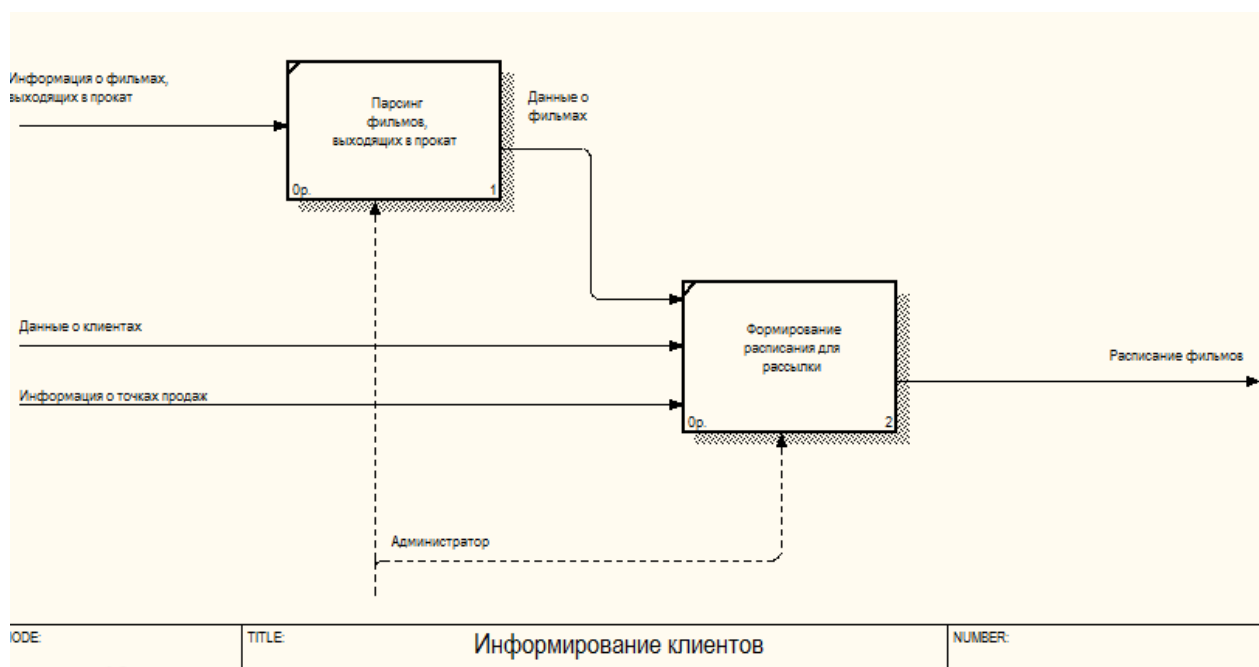 Информация о фильмах,
выходящих в прокат
Парсинг
фильмов,
выходящих в прокат
0р.
1
Данные о
фильмах
Данные о клиентах
Информация о точках продаж
Формирование
расписания для
рассылки
0р.
2
Расписание фильмов
Администратор
ODE:
TITLE:
Информирование клиентов
NUMBER: